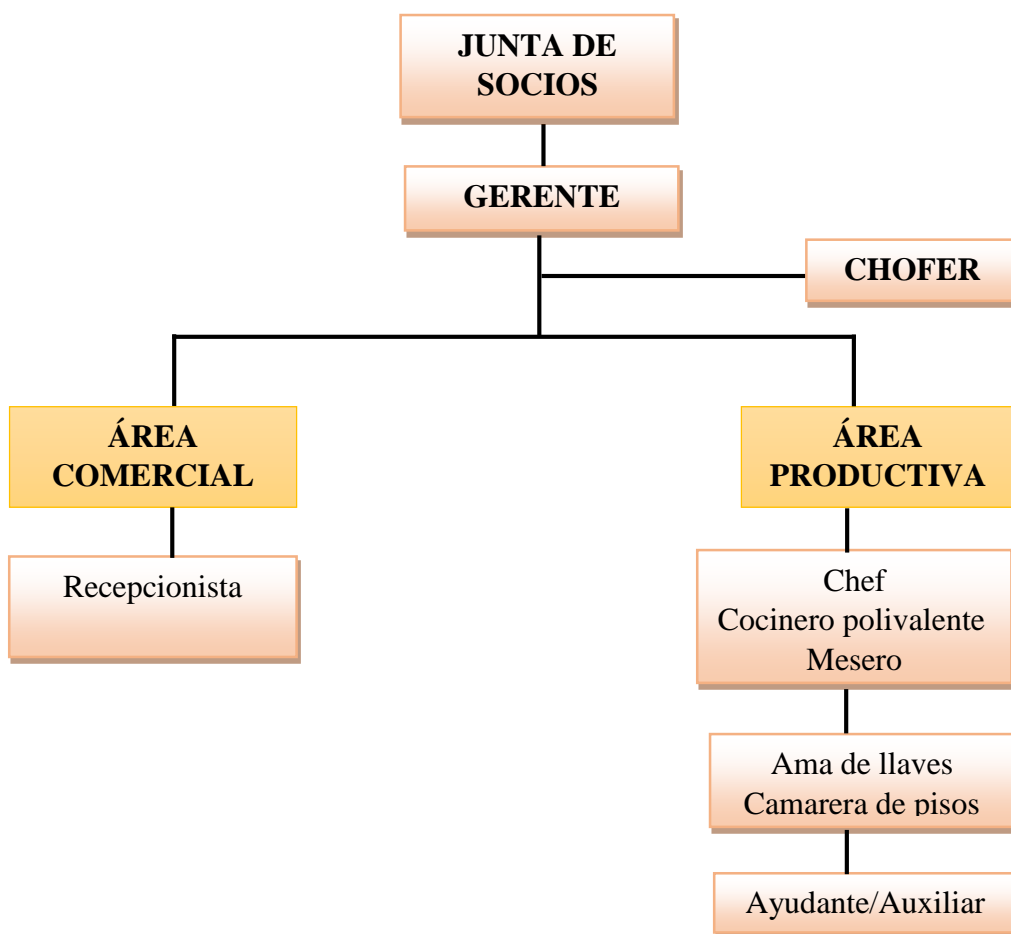 JUNTA DE
SOCIOS
GERENTE
CHOFER
ÁREA
COMERCIAL
ÁREA
PRODUCTIVA
Recepcionista
Chef
Cocinero polivalente
Mesero
Ama de llaves
Camarera de pisos
Ayudante/Auxiliar